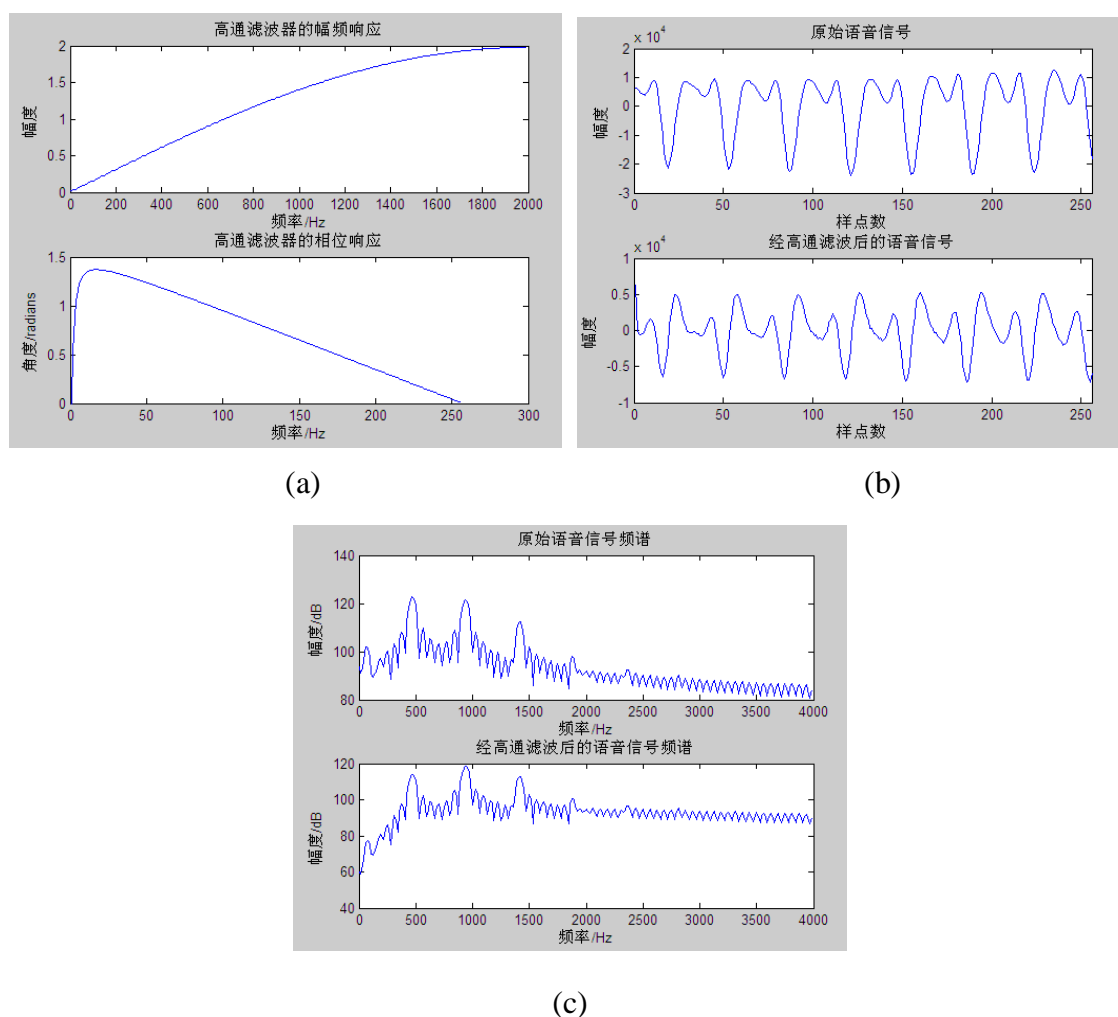 高通滤波器的幅频响应
2
1.5
1
0.5
0
幅度
0 200 400 600 800 1000 1200 1400 1600 1800 2000
频率/Hz
高通滤波器的相位响应
1.5
1
0.5
0
角度/radians
0 50 100 150 200 250 300
频率/Hz
(a)
原始语音信号
x 10^4
2
1
0
-1
-2
-3
幅度
0 50 100 150 200 250
样点数
经高通滤波后的语音信号
x 10^4
1
0.5
0
-0.5
-1
幅度
0 50 100 150 200 250
样点数
(b)
原始语音信号频谱
140
120
100
80
幅度/dB
0 500 1000 1500 2000 2500 3000 3500 4000
频率/Hz
经高通滤波后的语音信号频谱
120
100
80
60
40
幅度/dB
0 500 1000 1500 2000 2500 3000 3500 4000
频率/Hz
(c)